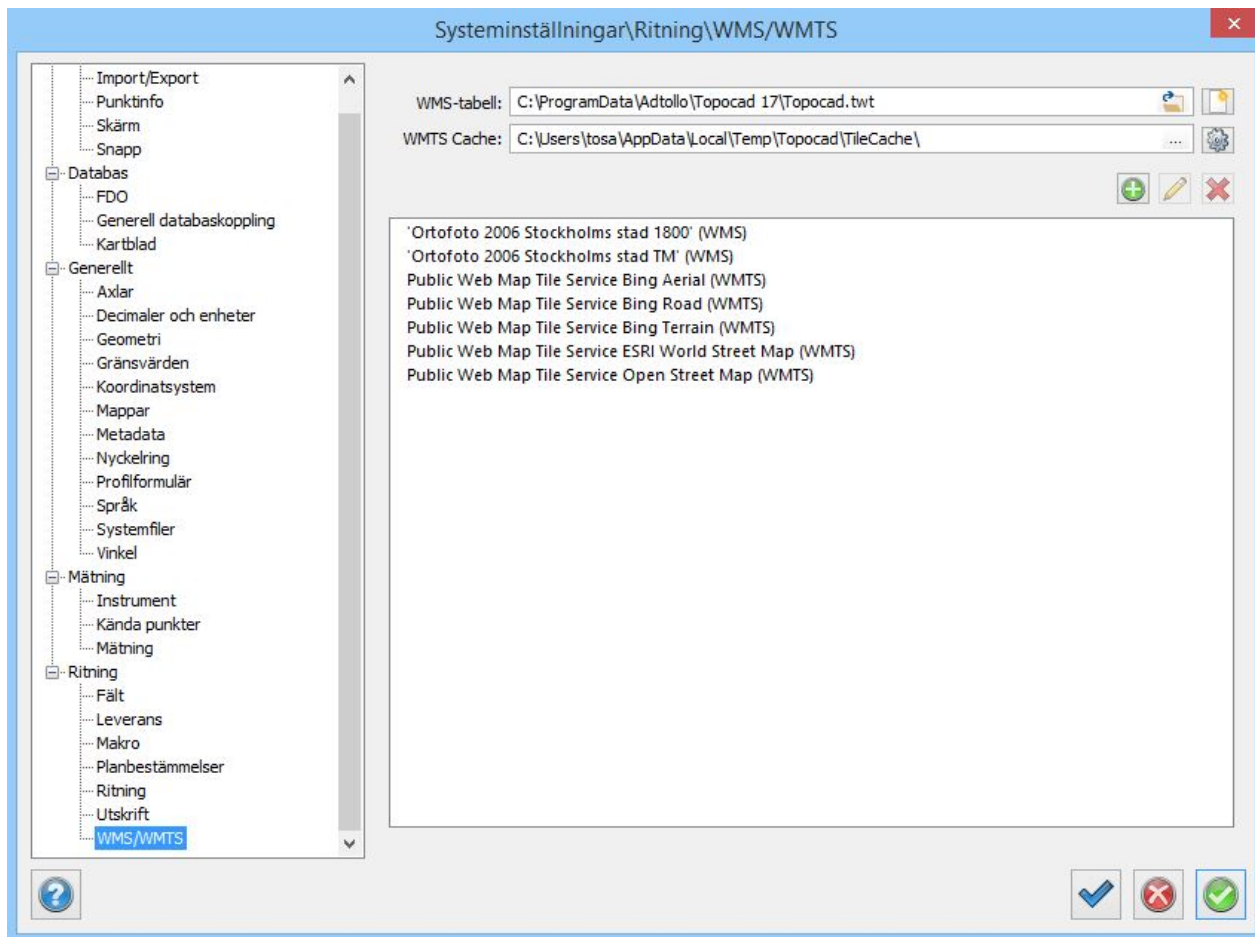 Systeminställningar\Ritning\WMS/WMTS
Import/Export
Punktinfo
Skärm
Snapp
Databas
FDO
Generell databaskoppling
Kartblad
Generellt
Axlar
Decimaler och enheter
Geometri
Gränsvärden
Koordinatsystem
Mappar
Metadata
Nyckelring
Profilformulär
Språk
Systemfiler
Vinkel
Mätning
Instrument
Kända punkter
Mätning
Ritning
Fält
Leverans
Makro
Planbestämmelser
Ritning
Utskrift
WMS/WMTS
WMS-tabell: C:\ProgramData\Adtollo\Topocad 17\Topocad.twt
WMTS Cache: C:\Users\tosa\AppData\Local\Temp\Topocad\TileCache\ ...
'Ortofoto 2006 Stockholms stad 1800' (WMS)
'Ortofoto 2006 Stockholms stad TM' (WMS)
Public Web Map Tile Service Bing Aerial (WMTS)
Public Web Map Tile Service Bing Road (WMTS)
Public Web Map Tile Service Bing Terrain (WMTS)
Public Web Map Tile Service ESRI World Street Map (WMTS)
Public Web Map Tile Service Open Street Map (WMTS)